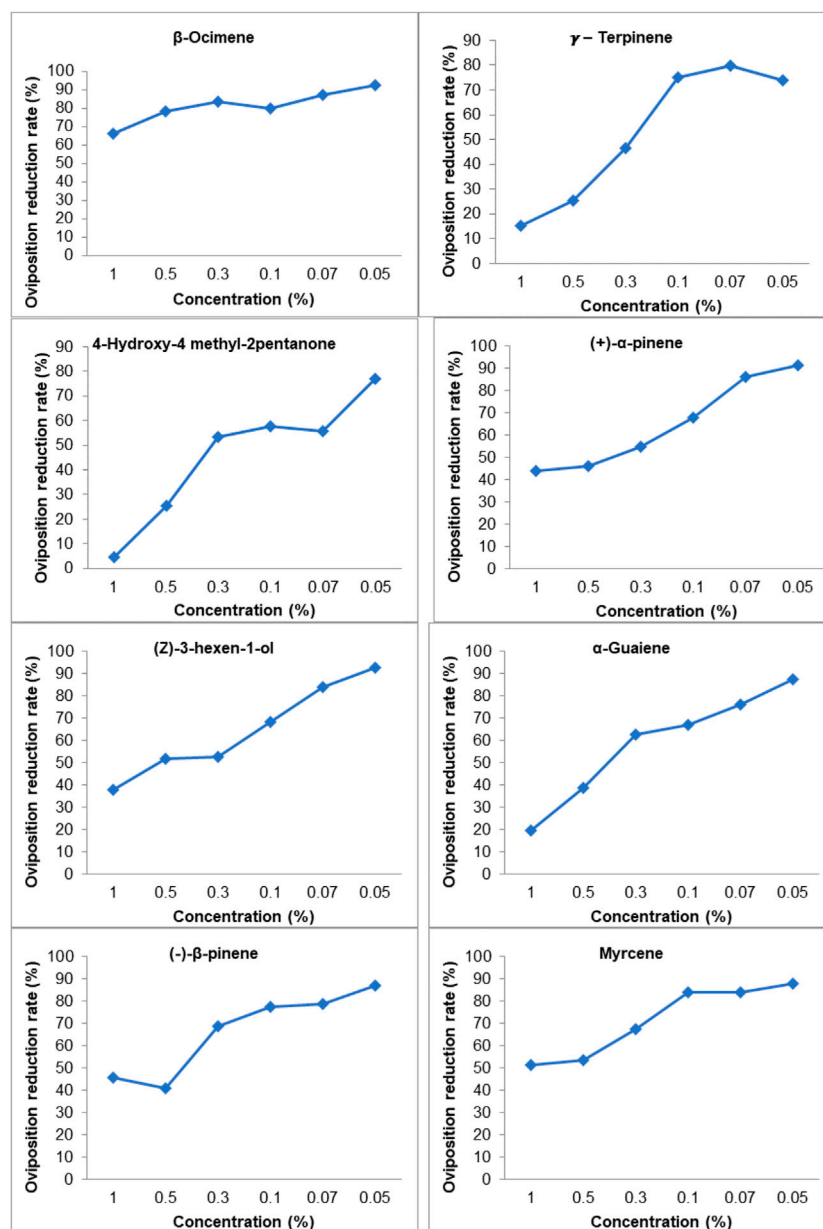 β-Ocimene
Oviposition reduction rate (%)
100
90
80
70
60
50
40
30
20
10
0
1 0.5 0.3 0.1 0.07 0.05
Concentration (%)
γ – Terpinene
Oviposition reduction rate (%)
90
80
70
60
50
40
30
20
10
0
1 0.5 0.3 0.1 0.07 0.05
Concentration (%)
4-Hydroxy-4 methyl-2pentanone
Oviposition reduction rate (%)
90
80
70
60
50
40
30
20
10
0
1 0.5 0.3 0.1 0.07 0.05
Concentration (%)
(+)-α-pinene
Oviposition reduction rate (%)
100
90
80
70
60
50
40
30
20
10
0
1 0.5 0.3 0.1 0.07 0.05
Concentration (%)
(Z)-3-hexen-1-ol
Oviposition reduction rate (%)
100
90
80
70
60
50
40
30
20
10
0
1 0.5 0.3 0.1 0.07 0.05
Concentration (%)
α-Guaiene
Oviposition reduction rate (%)
100
90
80
70
60
50
40
30
20
10
0
1 0.5 0.3 0.1 0.07 0.05
Concentration (%)
(-)-β-pinene
Oviposition reduction rate (%)
100
90
80
70
60
50
40
30
20
10
0
1 0.5 0.3 0.1 0.07 0.05
Concentration (%)
Myrcene
Oviposition reduction rate (%)
100
90
80
70
60
50
40
30
20
10
0
1 0.5 0.3 0.1 0.07 0.05
Concentration (%)